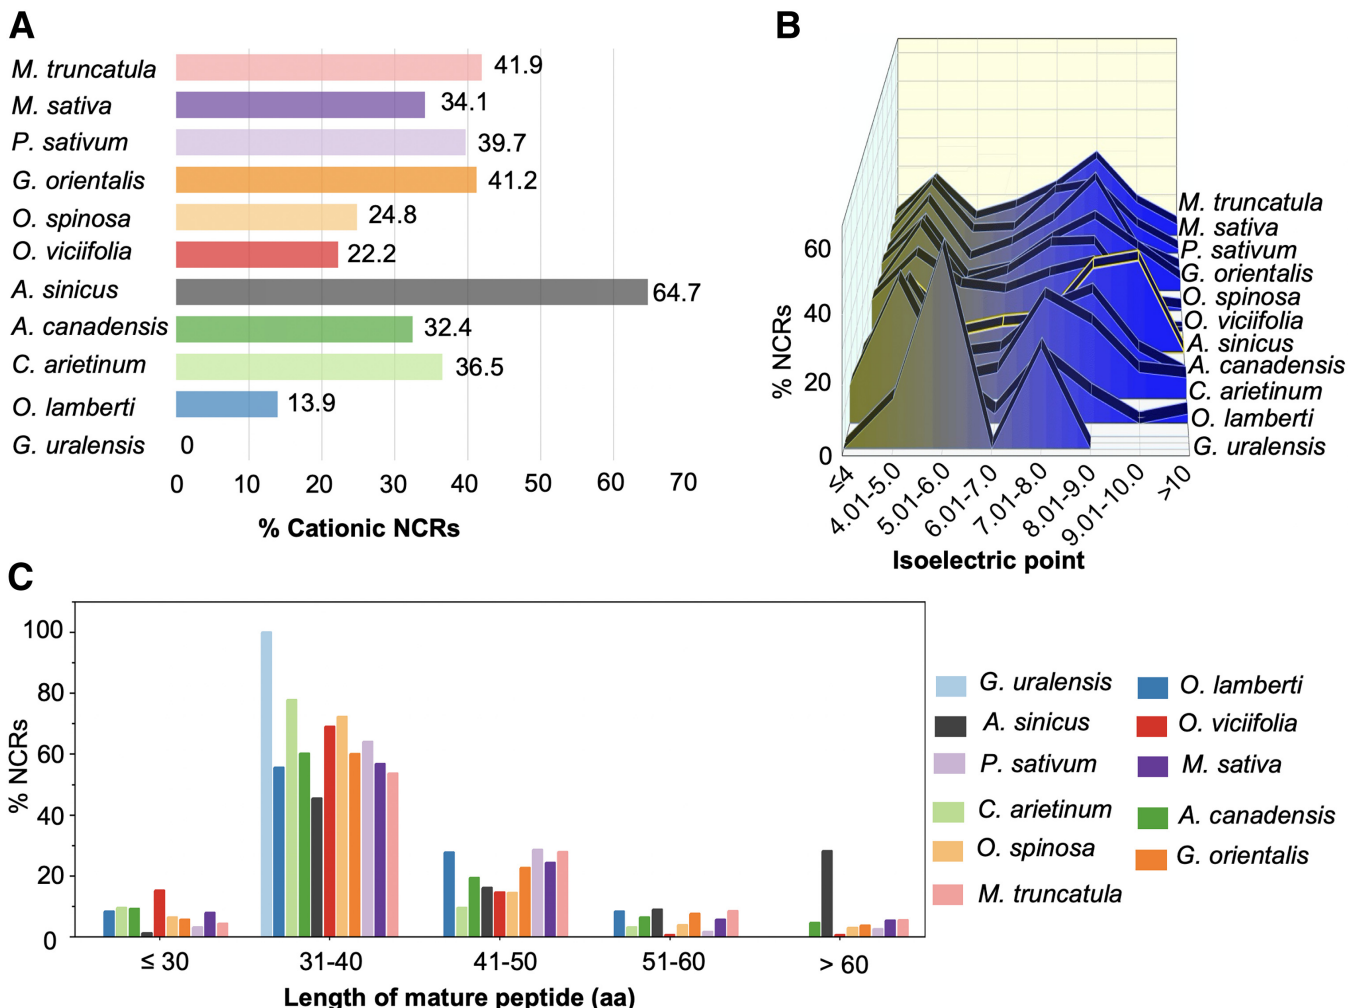 A
M. truncatula 41.9
M. sativa 34.1
P. sativum 39.7
G. orientalis 41.2
O. spinosa 24.8
O. viciifolia 22.2
A. sinicus 64.7
A. canadensis 32.4
C. arietinum 36.5
O. lamberti 13.9
G. uralensis 0
0 10 20 30 40 50 60 70
% Cationic NCRs
B
% NCRs
60
40
20
0
M. truncatula
M. sativa
P. sativum
G. orientalis
O. spinosa
O. viciifolia
A. sinicus
A. canadensis
C. arietinum
O. lamberti
G. uralensis
≤4 4.01-5.0 5.01-6.0 6.01-7.0 7.01-8.0 8.01-9.0 9.01-10.0 >10
Isoelectric point
C
% NCRs
100
80
60
40
20
0
≤ 30 31-40 41-50 51-60 > 60
Length of mature peptide (aa)
G. uralensis O. lamberti
A. sinicus O. viciifolia
P. sativum M. sativa
C. arietinum A. canadensis
O. spinosa G. orientalis
M. truncatula